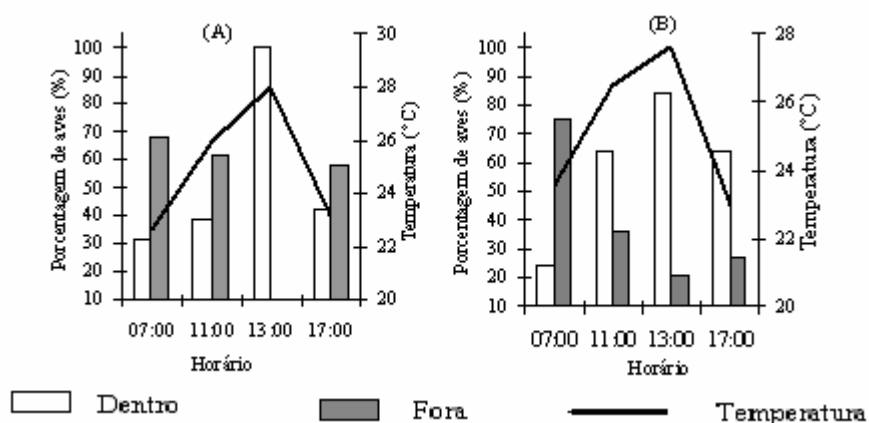 (A)
Porcentagem de aves (%)
100
90
80
70
60
50
40
30
20
10
30
28
26
24
22
20
Temperatura (°C)
07:00 11:00 13:00 17:00
Horário
(B)
Porcentagem de aves (%)
100
90
80
70
60
50
40
30
20
10
28
26
24
22
20
Temperatura (°C)
07:00 11:00 13:00 17:00
Horário
Dentro Fora Temperatura